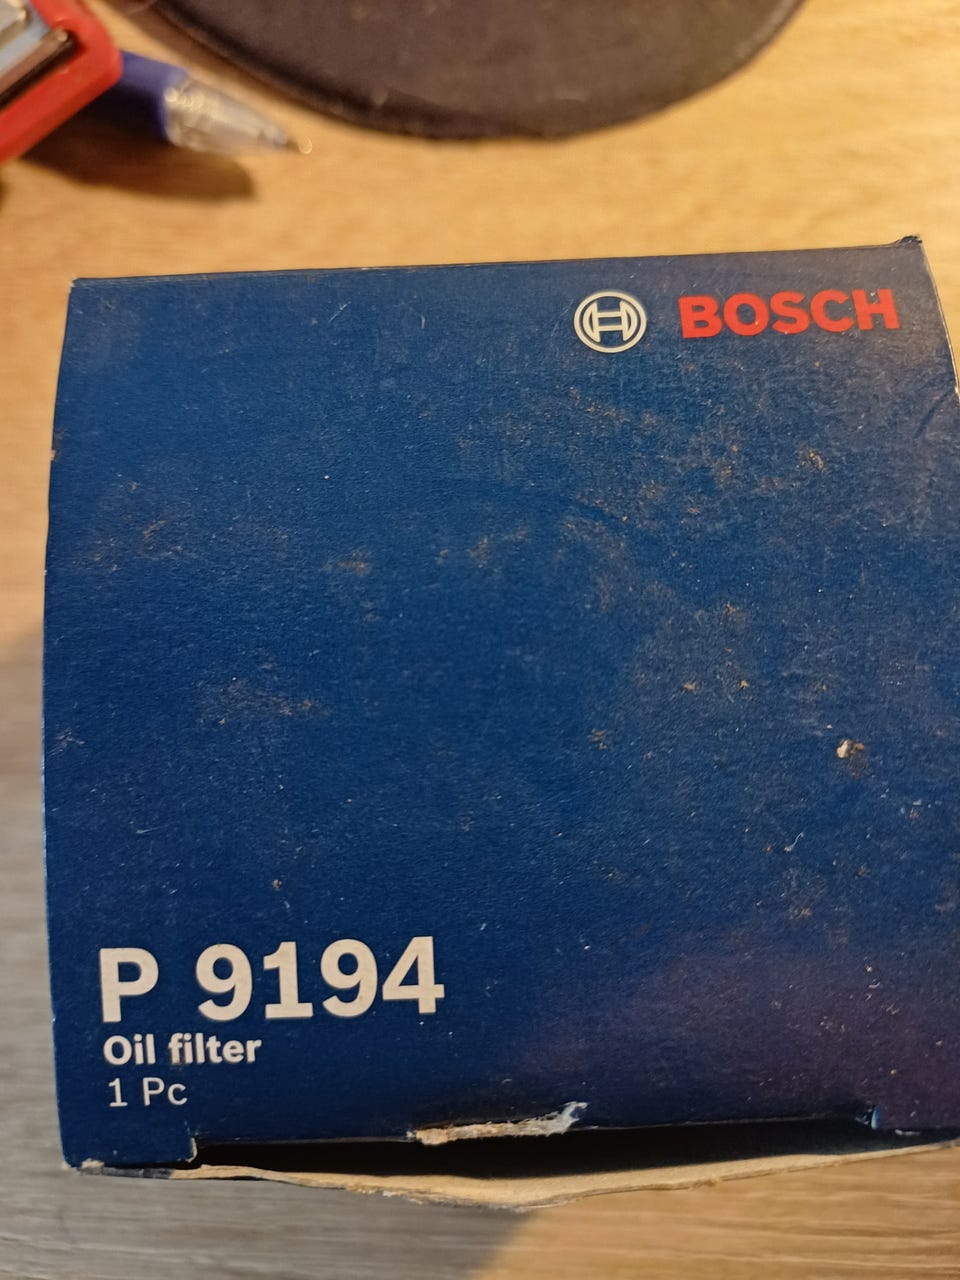 BOSCH
P 9194
Oil filter
1 Pc